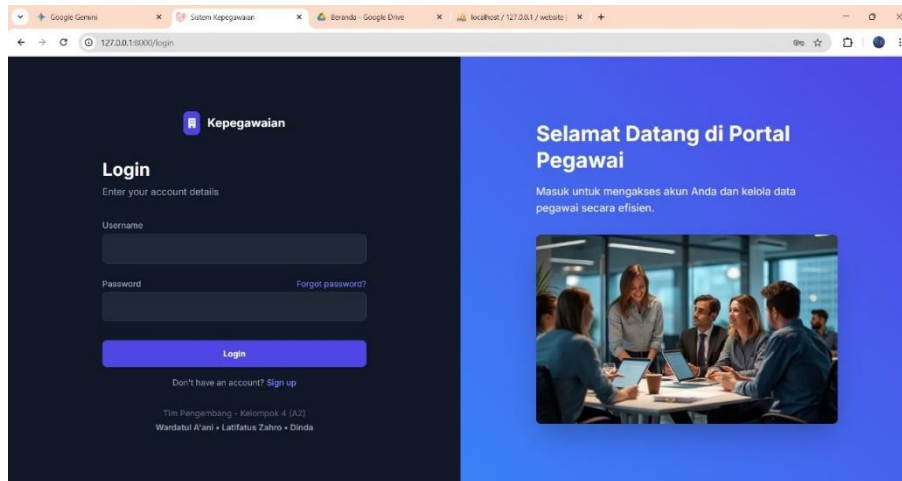 Google Gemini
Sistem Kepegawaian
Beranda - Google Drive
localhost / 127.0.0.1 / website |
127.0.0.1:8000/login
Kepegawaian
Login
Enter your account details
Username
Password
Forgot password?
Login
Don't have an account? Sign up
Tim Pengembang - Kelompok 4 (A2)
Wardatul A'ani • Latifatus Zahro • Dinda
Selamat Datang di Portal
Pegawai
Masuk untuk mengakses akun Anda dan kelola data
pegawai secara efisien.